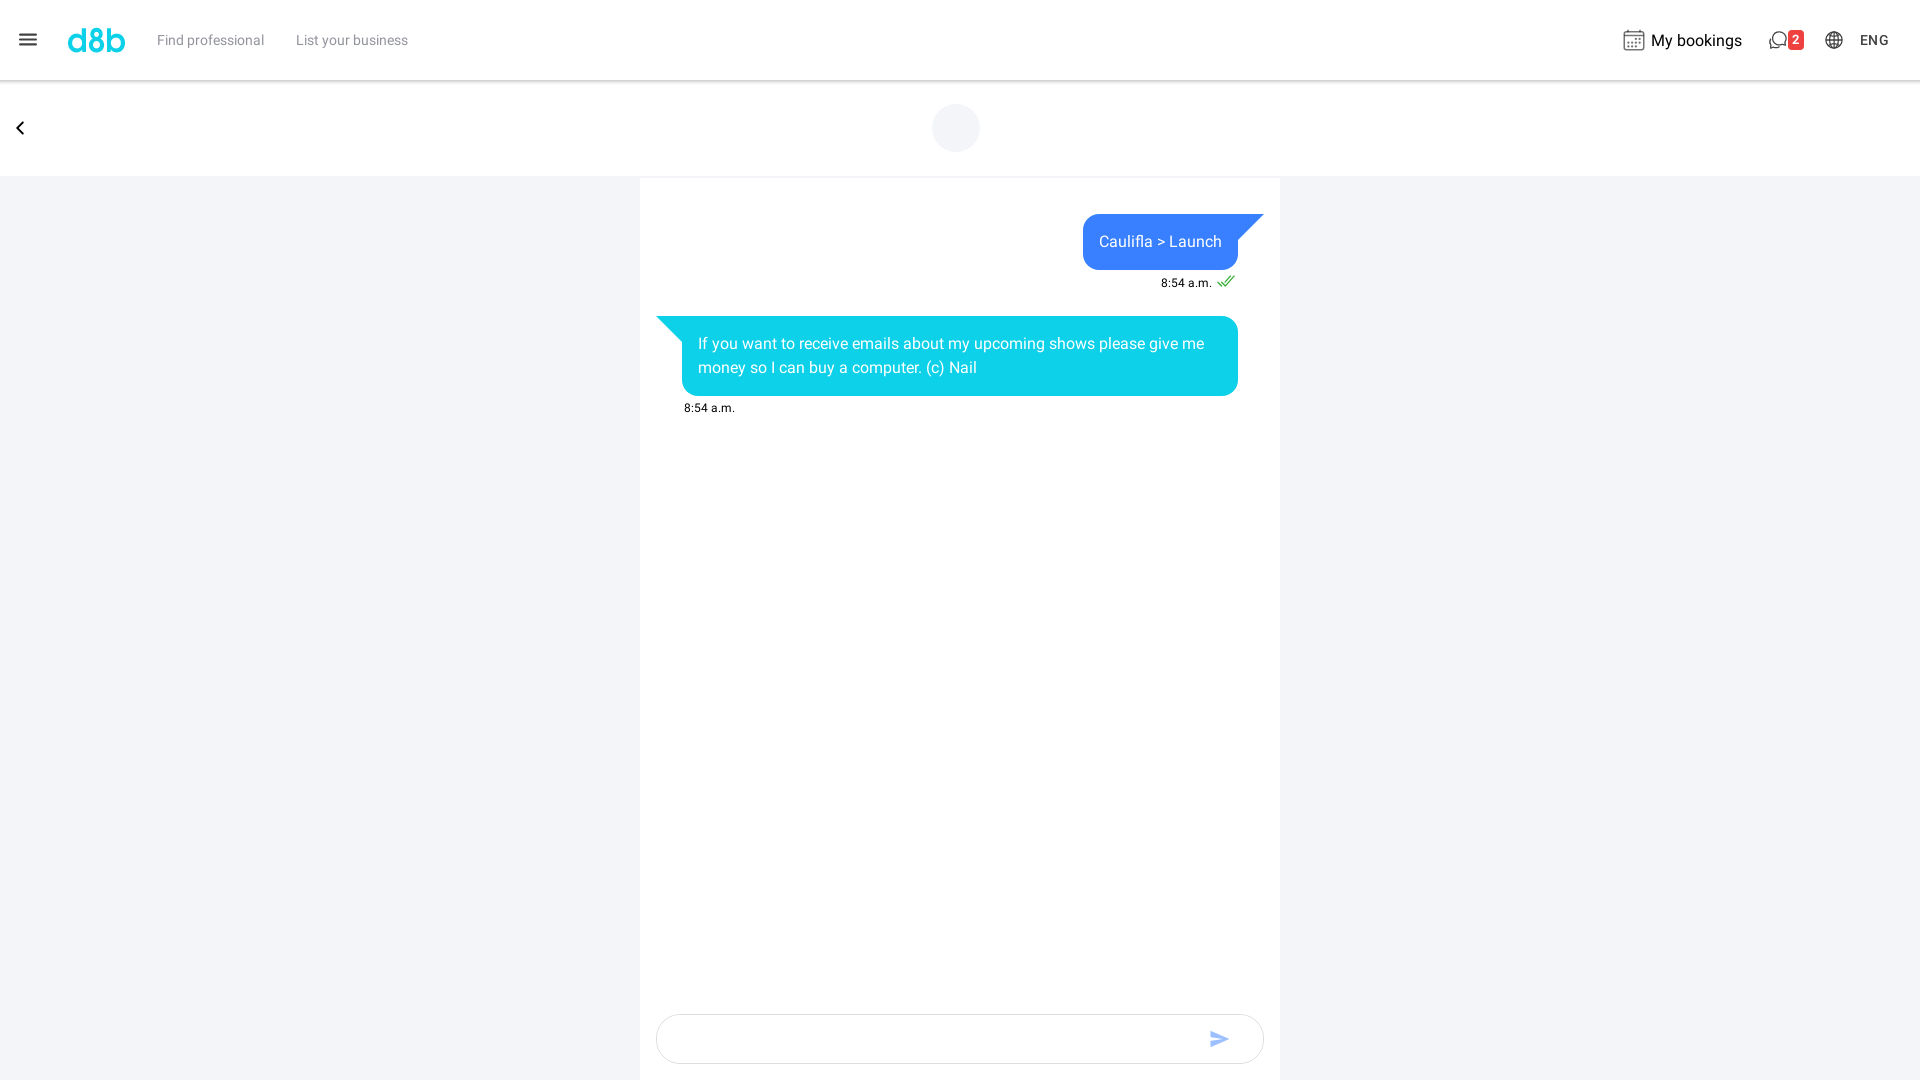 d8b
Find professional
List your business
My bookings
2
ENG
Caulifla > Launch
8:54 a.m.
If you want to receive emails about my upcoming shows please give me
money so I can buy a computer. (c) Nail
8:54 a.m.